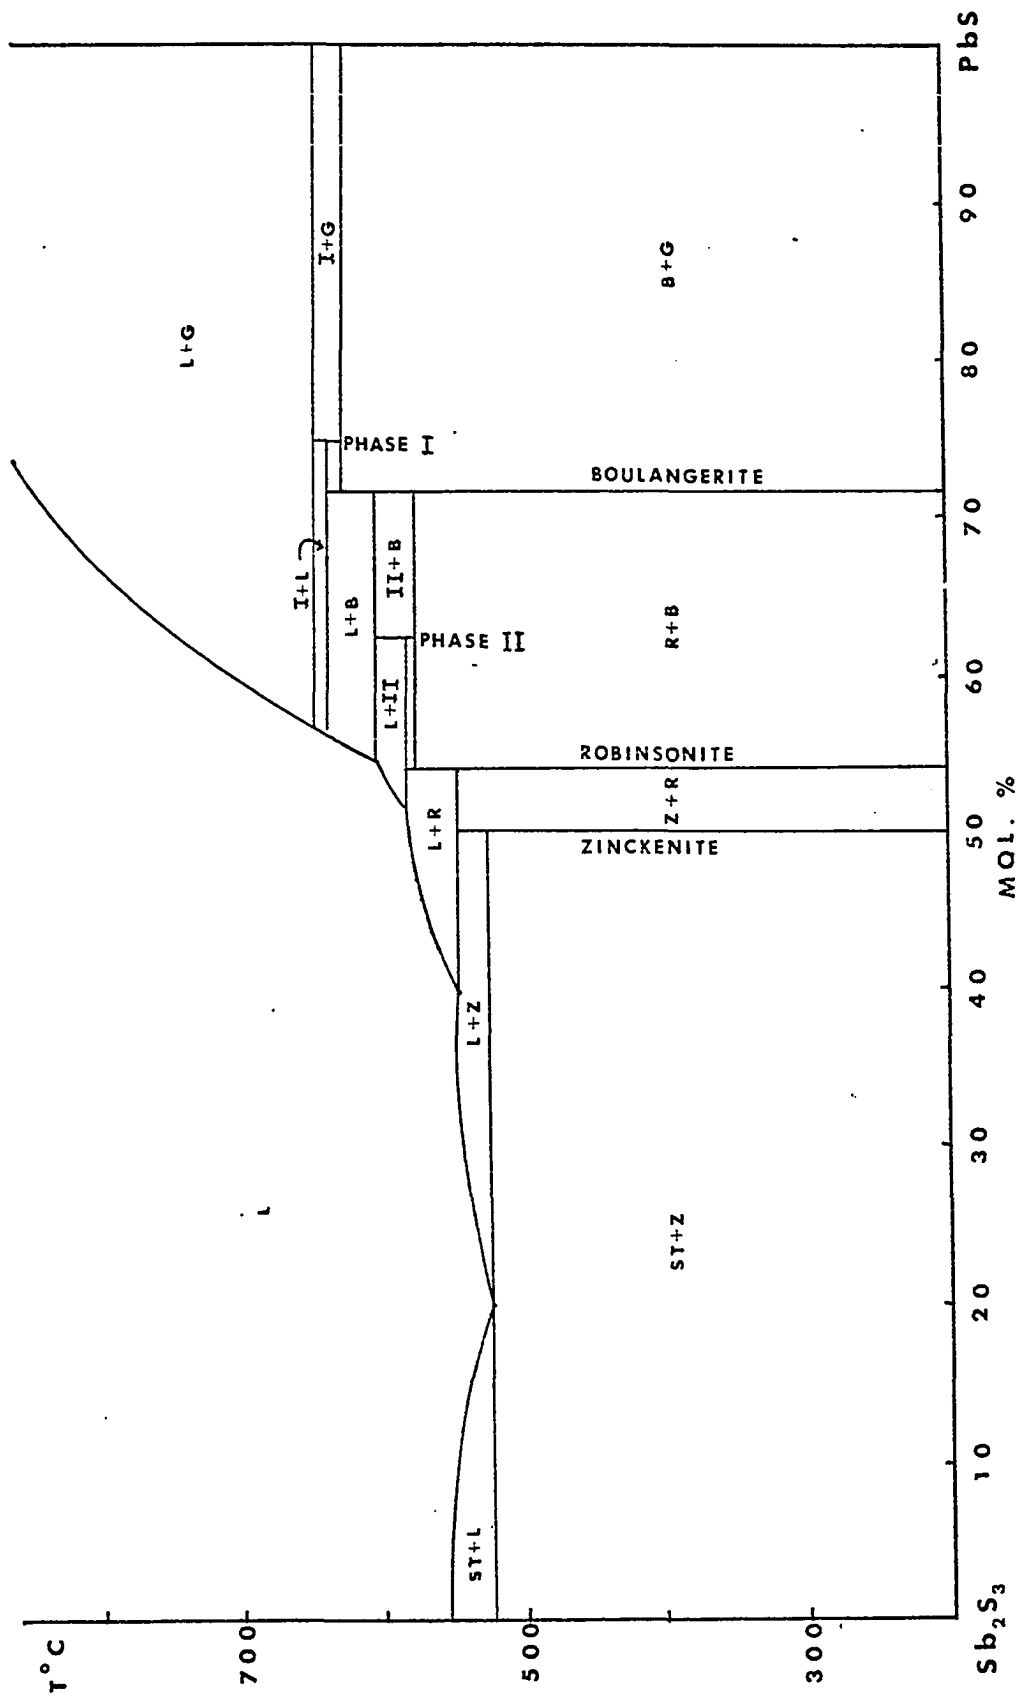 T°C
700
500
300
L
L+G
I+L
I+G
PHASE I
L+B
II+B
L+II
PHASE II
L+R
L+Z
ST+L
BOULANGERITE
ROBINSONITE
ZINCKENITE
ST+Z
Z+R
R+B
B+G
Sb2S3
10
20
30
40
50
60
70
80
90
PbS
MOL. %